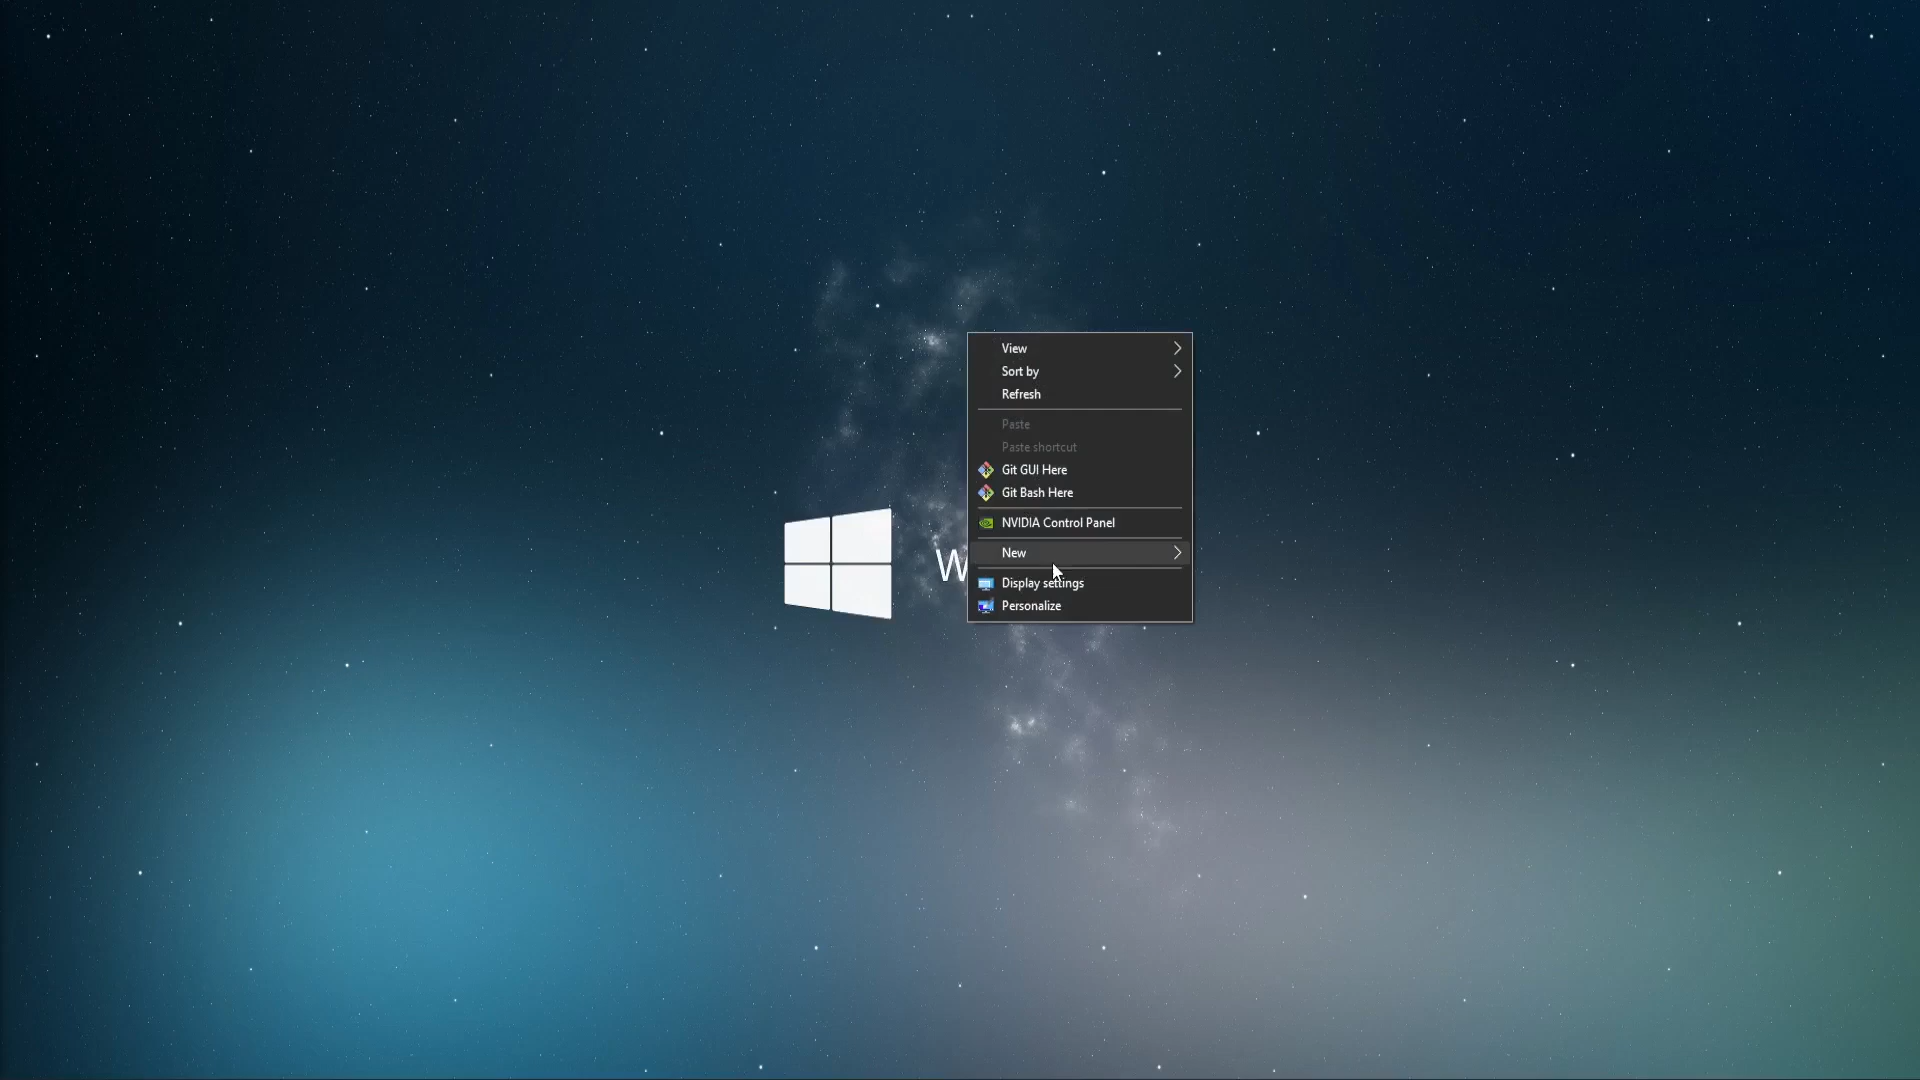 View
Sort by
Refresh
Paste
Paste shortcut
Git GUI Here
Git Bash Here
NVIDIA Control Panel
W
New
Display settings
Personalize